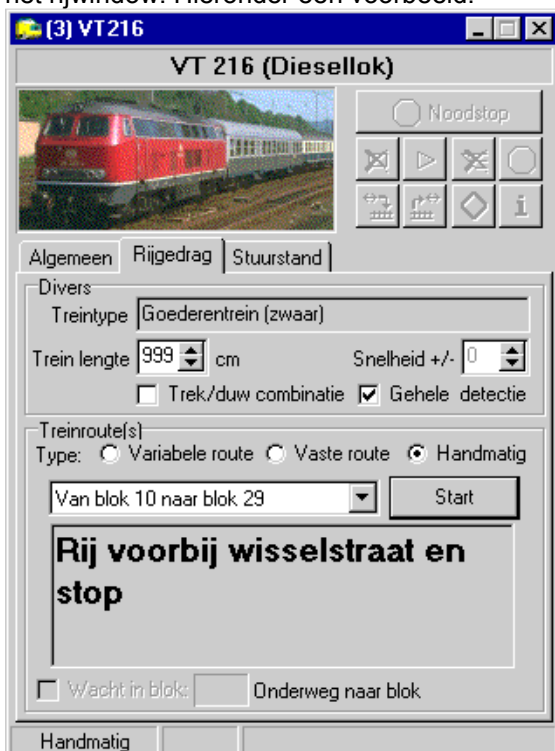 het rijwindow. Hieronder een voorbeeld:
(3) VT216
VT 216 (Diesellok)
Noodstop
Algemeen Rijgedrag Stuurstand
Divers
Treintype Goederentrein (zwaar)
Trein lengte 999 cm Snelheid +/- 0
Trek/duw combinatie Gehele detectie
Treinroute(s)
Type: Variabele route Vaste route Handmatig
Van blok 10 naar blok 29 Start
Rij voorbij wisselstraat en
stop
Wacht in blok: Onderweg naar blok
Handmatig